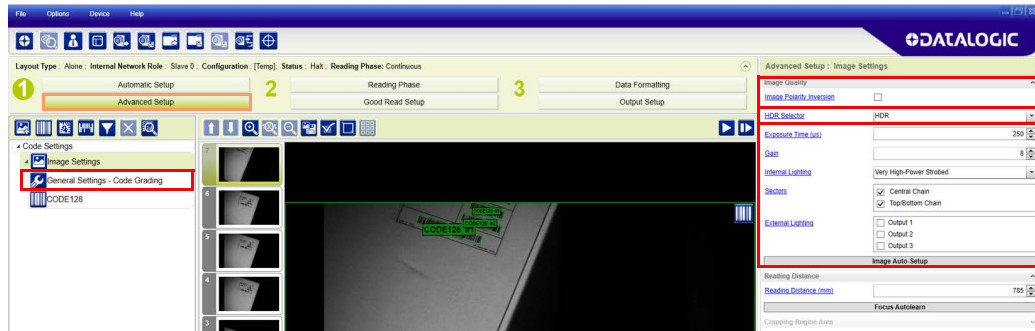 File Options Device Help
DATALOGIC
Layout Type : Alone ; Internal Network Role : Slave 0 ; Configuration : [Temp]; Status : Halt ; Reading Phase: Continuous
1
Automatic Setup
Advanced Setup
2
Reading Phase
Good Read Setup
3
Data Formatting
Output Setup
Code Settings
Image Settings
General Settings - Code Grading
CODE128
7
6
5
4
3
CODE128 #1
Advanced Setup : Image Settings
Image Quality
Image Polarity Inversion
HDR Selector HDR
Exposure Time (us) 250
Gain 8
Internal Lighting Very High-Power Strobed
Sectors Central Chain
Top/Bottom Chain
External Lighting Output 1
Output 2
Output 3
Image Auto-Setup
Reading Distance
Reading Distance (mm) 785
Focus Autolearn
Cropping Region Area